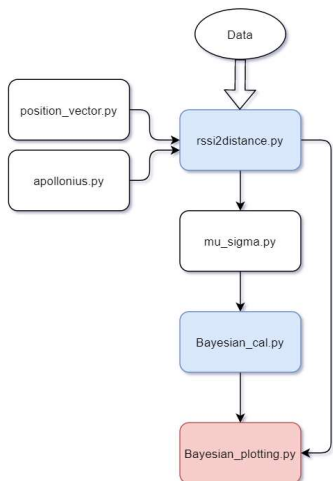 Data
position_vector.py
rssi2distance.py
apollonius.py
mu_sigma.py
Bayesian_cal.py
Bayesian_plotting.py